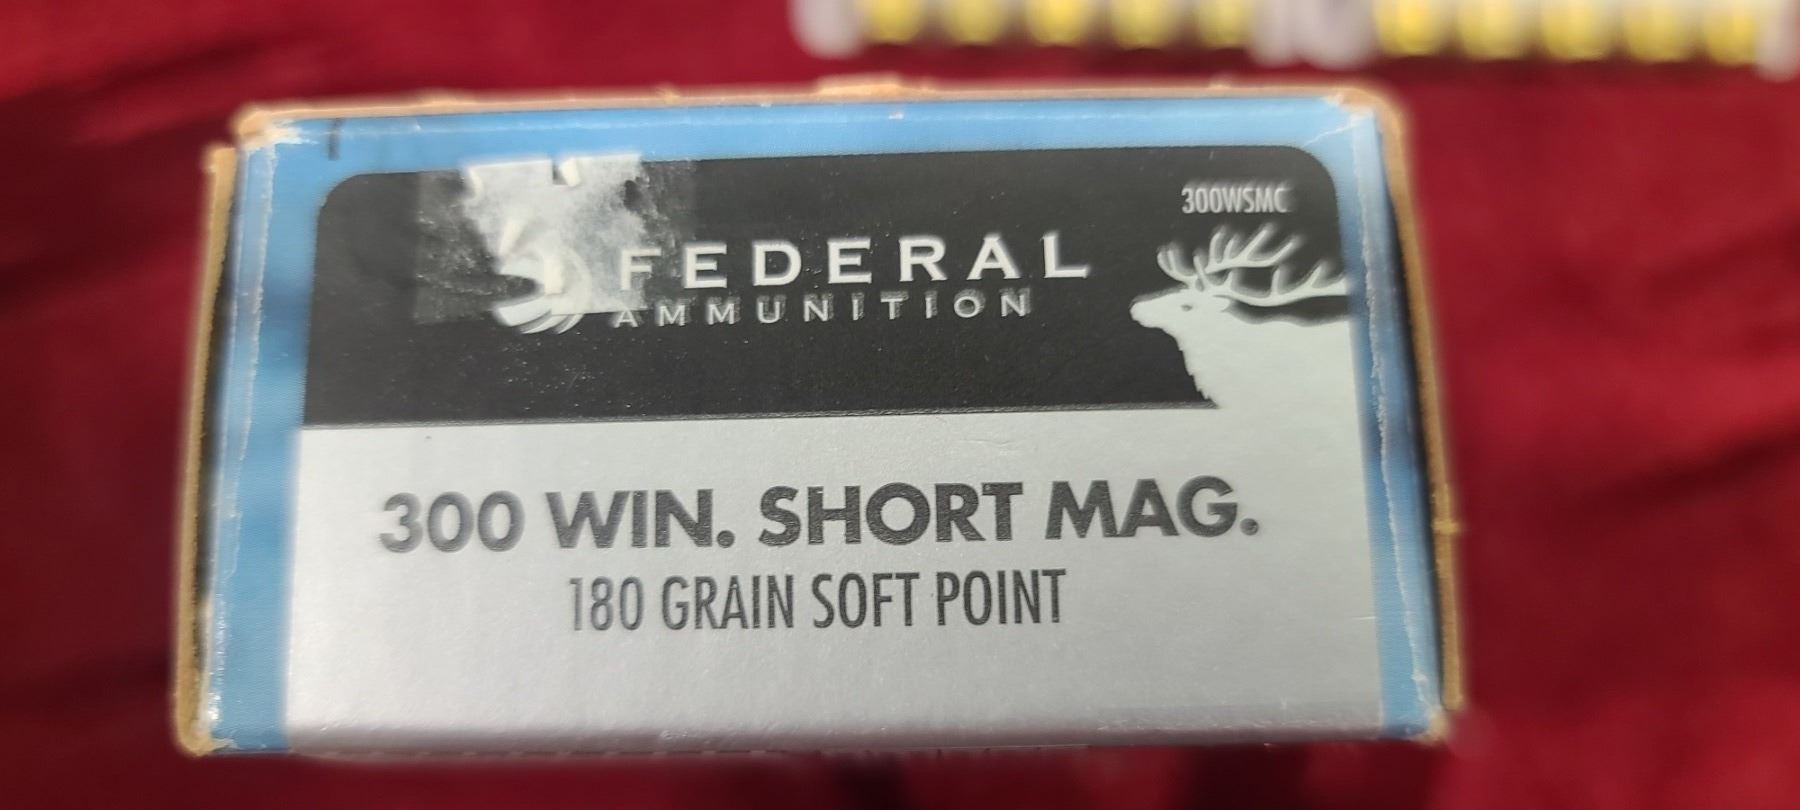 300WSMC
FEDERAL
AMMUNITION
300 WIN. SHORT MAG.
180 GRAIN SOFT POINT